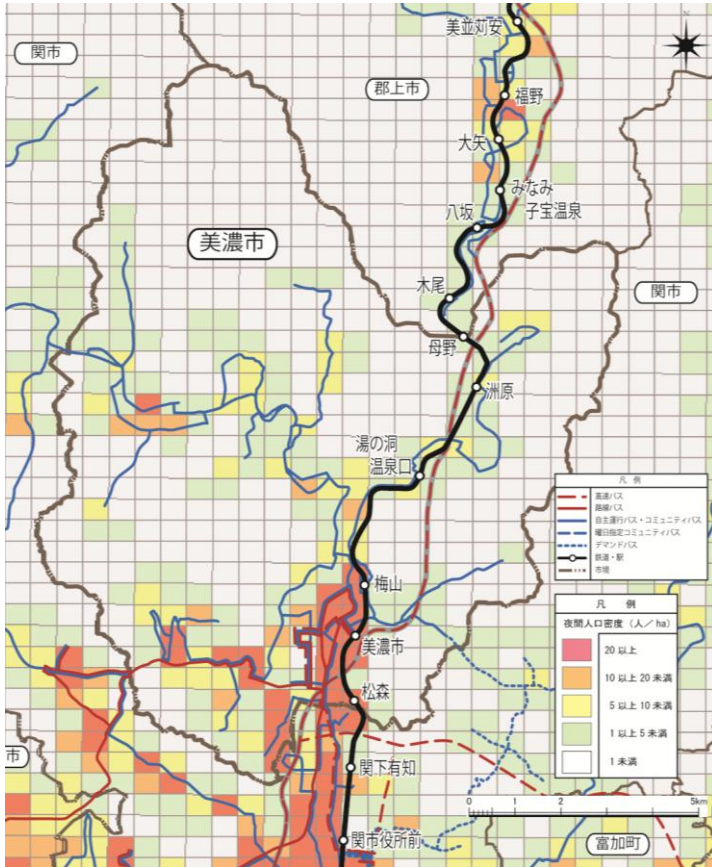 美並苅安
関市
郡上市
福野
大矢
みなみ
子宝温泉
八坂
美濃市
木尾
関市
母野
洲原
湯の洞
温泉口
凡 例
高速バス
路線バス
自主運行バス・コミュニティバス
曜日指定コミュニティバス
デマンドバス
鉄道・駅
市境
梅山
凡 例
夜間人口密度（人／ha）
20 以上
10 以上 20 未満
5 以上 10 未満
1 以上 5 未満
1 未満
美濃市
松森
市
関下有知
0 1 2 5km
関市役所前
富加町